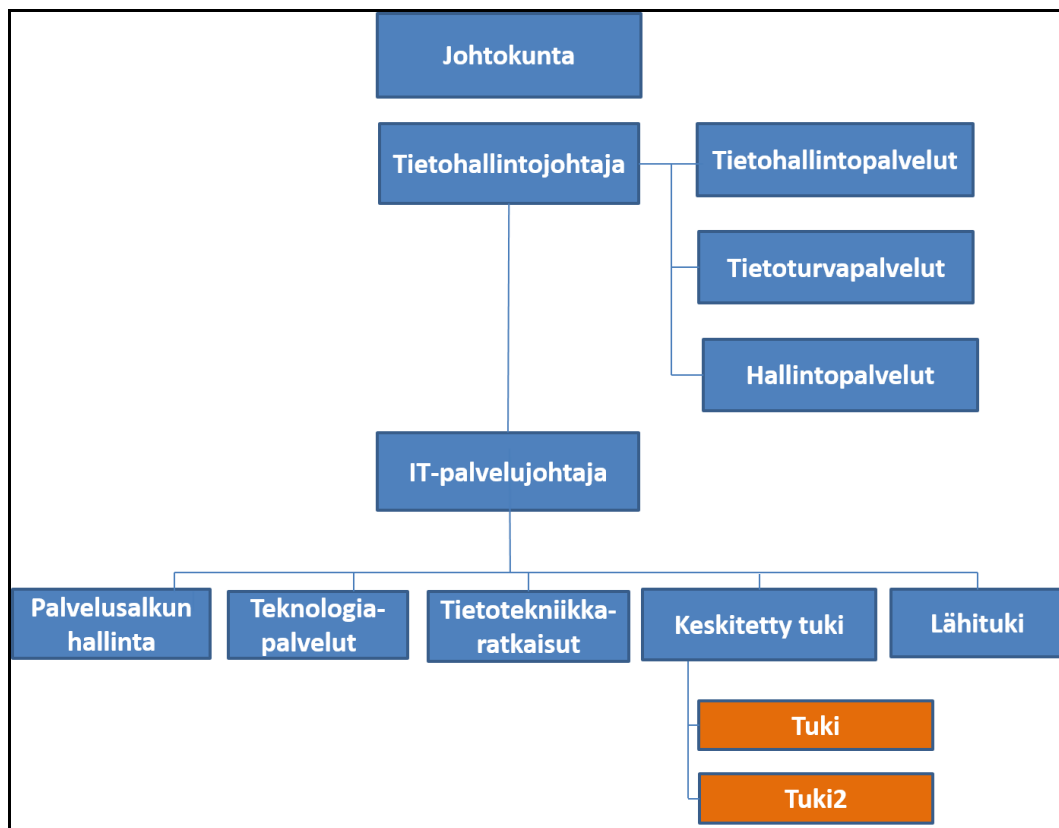 Johtokunta
Tietohallintojohtaja
Tietohallintopalvelut
Tietoturvapalvelut
Hallintopalvelut
IT-palvelujohtaja
Palvelusalkun
hallinta
Teknologia-
palvelut
Tietotekniikka-
ratkaisut
Keskitetty tuki
Lähituki
Tuki
Tuki2